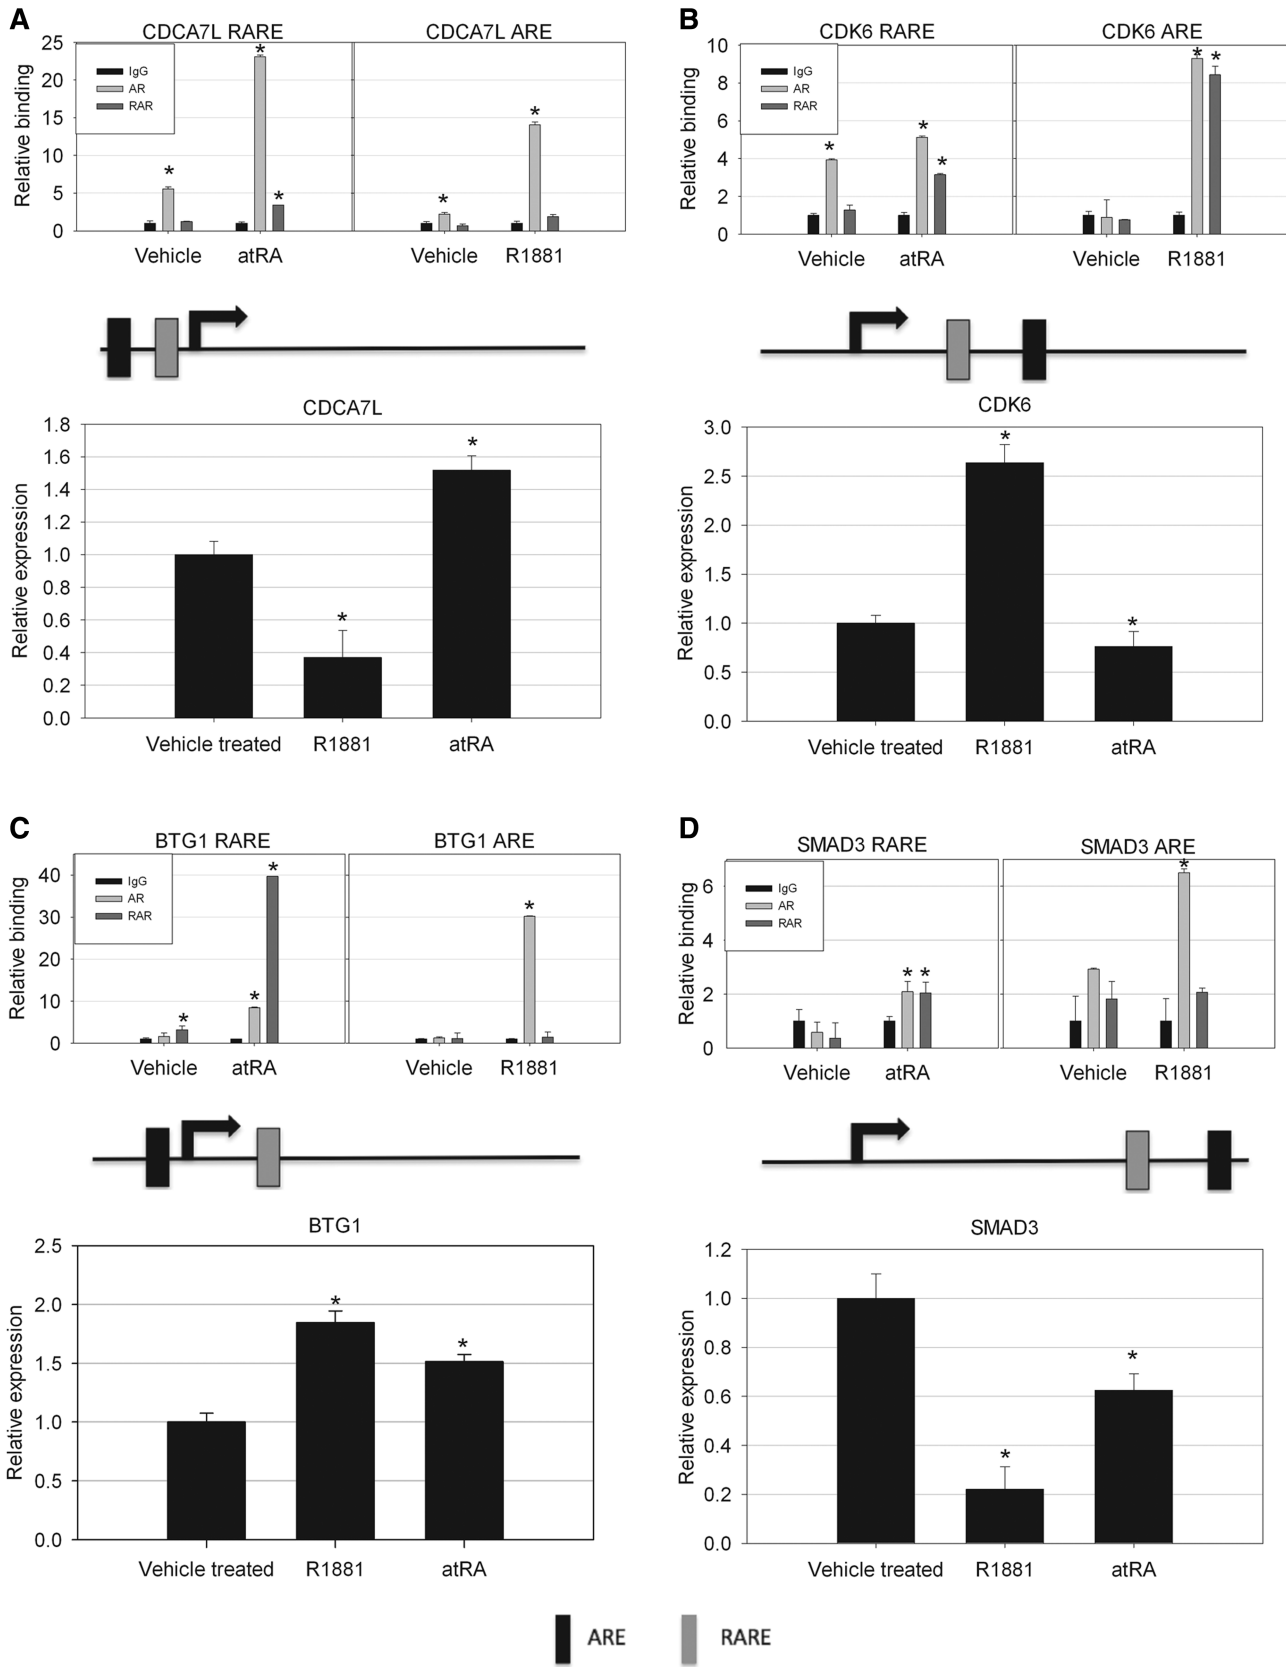 A
CDCA7L RARE
CDCA7L ARE
Relative binding
25
20
15
10
5
0
IgG
AR
RAR
*
*
*
*
*
Vehicle
atRA
Vehicle
R1881
CDCA7L
Relative expression
1.8
1.6
1.4
1.2
1.0
0.8
0.6
0.4
0.2
0.0
*
*
Vehicle treated
R1881
atRA
B
CDK6 RARE
CDK6 ARE
Relative binding
10
8
6
4
2
0
IgG
AR
RAR
*
*
*
*
*
Vehicle
atRA
Vehicle
R1881
CDK6
Relative expression
3.0
2.5
2.0
1.5
1.0
0.5
0.0
*
*
Vehicle treated
R1881
atRA
C
BTG1 RARE
BTG1 ARE
Relative binding
40
30
20
10
0
IgG
AR
RAR
*
*
*
*
Vehicle
atRA
Vehicle
R1881
BTG1
Relative expression
2.5
2.0
1.5
1.0
0.5
0.0
*
*
Vehicle treated
R1881
atRA
D
SMAD3 RARE
SMAD3 ARE
Relative binding
6
4
2
0
IgG
AR
RAR
*
*
*
Vehicle
atRA
Vehicle
R1881
SMAD3
Relative expression
1.2
1.0
0.8
0.6
0.4
0.2
0.0
*
*
Vehicle treated
R1881
atRA
ARE
RARE